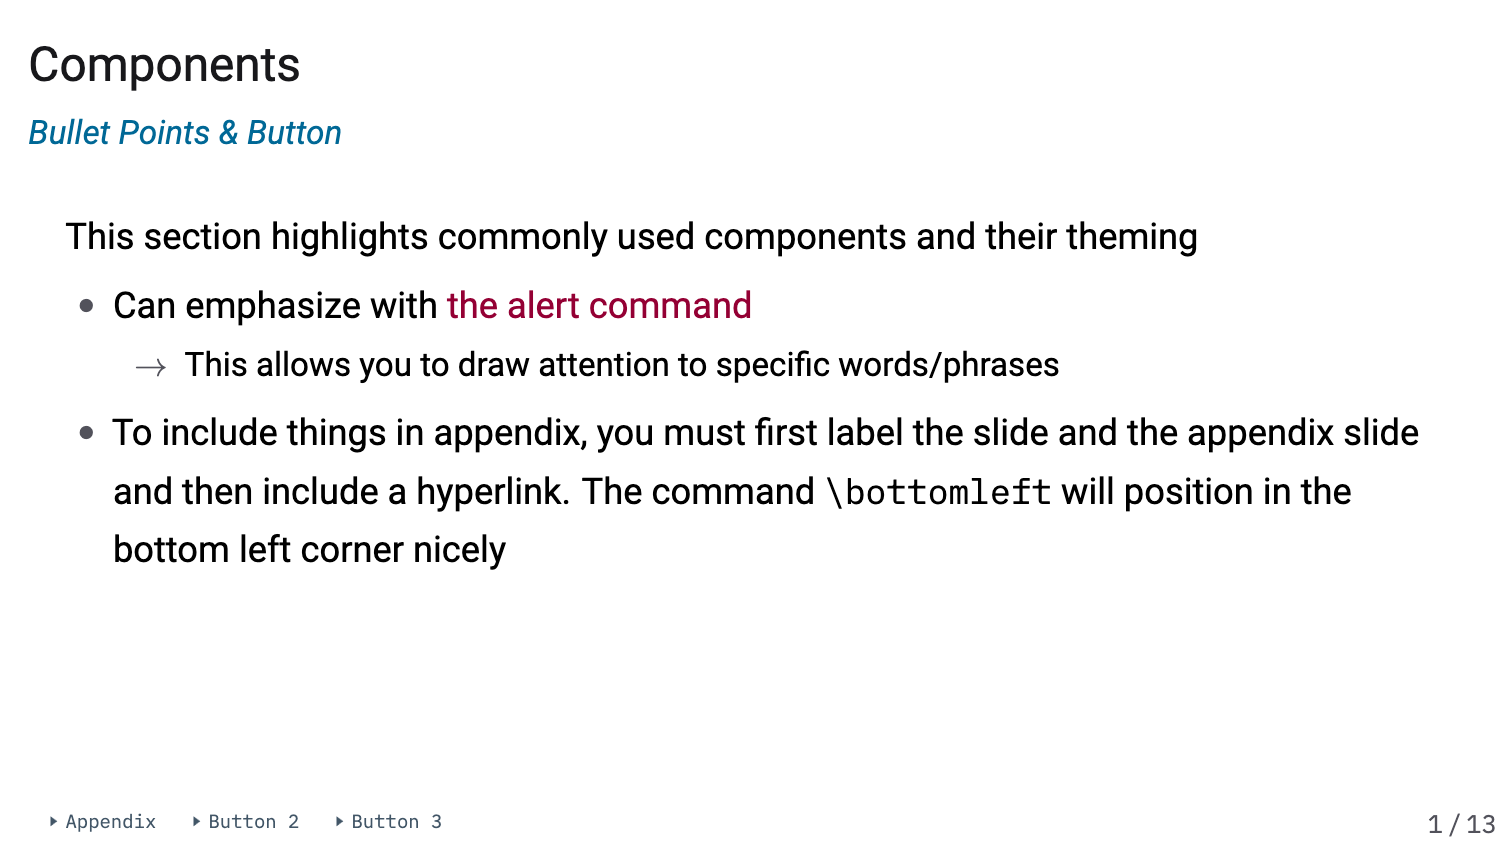 Components
Bullet Points & Button
This section highlights commonly used components and their theming
• Can emphasize with the alert command
→ This allows you to draw attention to specific words/phrases
• To include things in appendix, you must first label the slide and the appendix slide
and then include a hyperlink. The command \bottomleft will position in the
bottom left corner nicely
▸ Appendix ▸ Button 2 ▸ Button 3
1 / 13